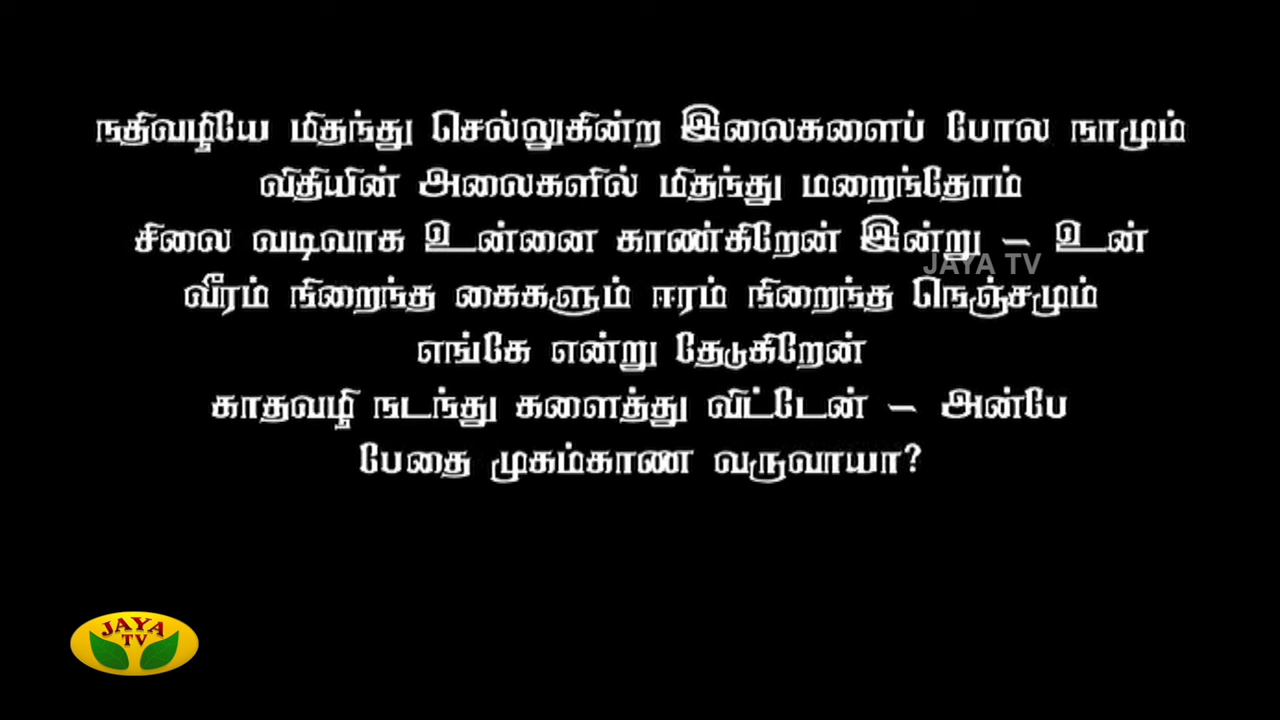 நதிவழியே மிதந்து செல்லுகின்ற இலைகளைப் போல நாமும்
விதியின் அலைகளில் மிதந்து மறைந்தோம்
சிலை வடிவாக உன்னை காண்கிறேன் இன்று – உன்
JAYA TV
வீரம் நிறைந்த கைகளும் ஈரம் நிறைந்த நெஞ்சமும்
எங்கே என்று தேடுகிறேன்
காதவழி நடந்து களைத்து விட்டேன் – அன்பே
பேதை முகம்காண வருவாயா?
JAYA
TV